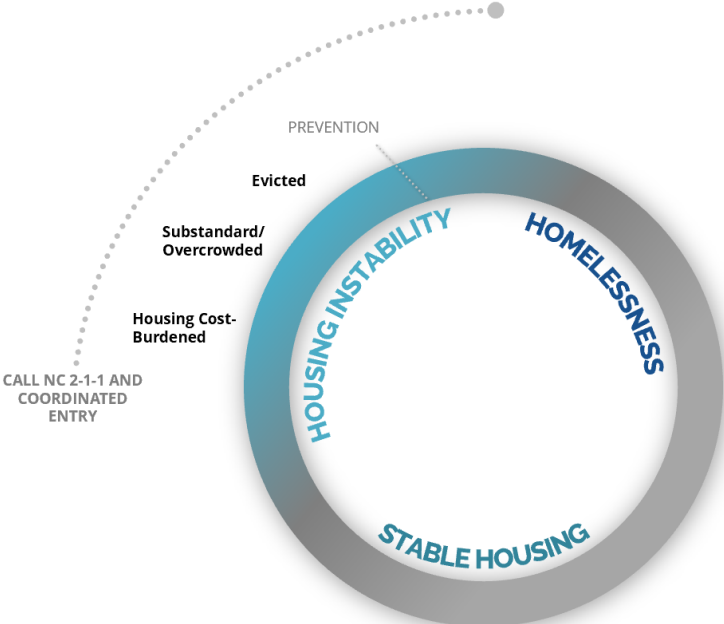 PREVENTION
Evicted
Substandard/
Overcrowded
Housing Cost-
Burdened
CALL NC 2-1-1 AND
COORDINATED
ENTRY
HOUSING INSTABILITY
HOMELESSNESS
STABLE HOUSING